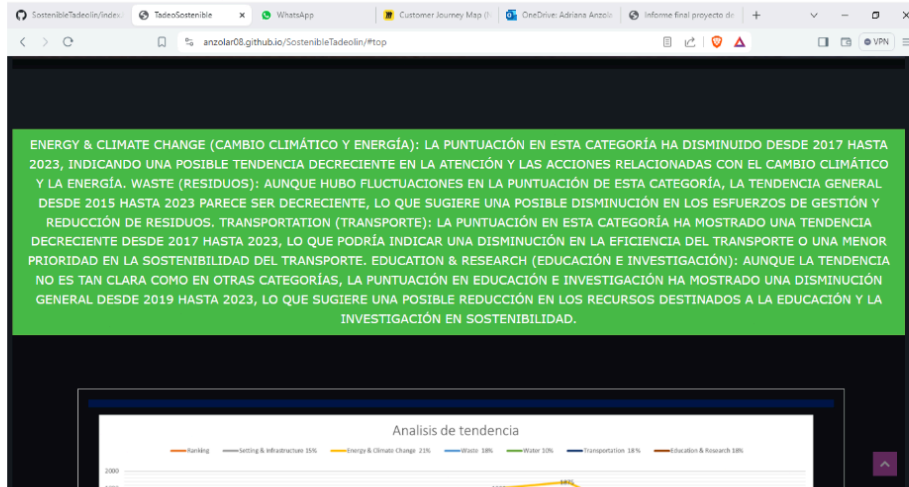 SostenibleTadeolin/index.
TadeoSostenible
WhatsApp
Customer Journey Map (
OneDrive: Adriana Anzola
Informe final proyecto de
anzolar08.github.io/SostenibleTadeolin/#top
VPN
ENERGY & CLIMATE CHANGE (CAMBIO CLIMÁTICO Y ENERGÍA): LA PUNTUACIÓN EN ESTA CATEGORÍA HA DISMINUIDO DESDE 2017 HASTA
2023, INDICANDO UNA POSIBLE TENDENCIA DECRECIENTE EN LA ATENCIÓN Y LAS ACCIONES RELACIONADAS CON EL CAMBIO CLIMÁTICO
Y LA ENERGÍA. WASTE (RESIDUOS): AUNQUE HUBO FLUCTUACIONES EN LA PUNTUACIÓN DE ESTA CATEGORÍA, LA TENDENCIA GENERAL
DESDE 2015 HASTA 2023 PARECE SER DECRECIENTE, LO QUE SUGIERE UNA POSIBLE DISMINUCIÓN EN LOS ESFUERZOS DE GESTIÓN Y
REDUCCIÓN DE RESIDUOS. TRANSPORTATION (TRANSPORTE): LA PUNTUACIÓN EN ESTA CATEGORÍA HA MOSTRADO UNA TENDENCIA
DECRECIENTE DESDE 2017 HASTA 2023, LO QUE PODRÍA INDICAR UNA DISMINUCIÓN EN LA EFICIENCIA DEL TRANSPORTE O UNA MENOR
PRIORIDAD EN LA SOSTENIBILIDAD DEL TRANSPORTE. EDUCATION & RESEARCH (EDUCACIÓN E INVESTIGACIÓN): AUNQUE LA TENDENCIA
NO ES TAN CLARA COMO EN OTRAS CATEGORÍAS, LA PUNTUACIÓN EN EDUCACIÓN E INVESTIGACIÓN HA MOSTRADO UNA DISMINUCIÓN
GENERAL DESDE 2019 HASTA 2023, LO QUE SUGIERE UNA POSIBLE REDUCCIÓN EN LOS RECURSOS DESTINADOS A LA EDUCACIÓN Y LA
INVESTIGACIÓN EN SOSTENIBILIDAD.
Analisis de tendencia
Ranking Setting & Infrastructure 15% Energy & Climate Change 21% Waste 18% Water 10% Transportation 18% Education & Research 18%
2000